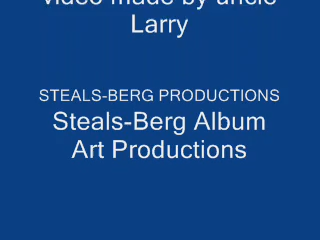 video made by uncle
Larry
STEALS-BERG PRODUCTIONS
Steals-Berg Album
Art Productions